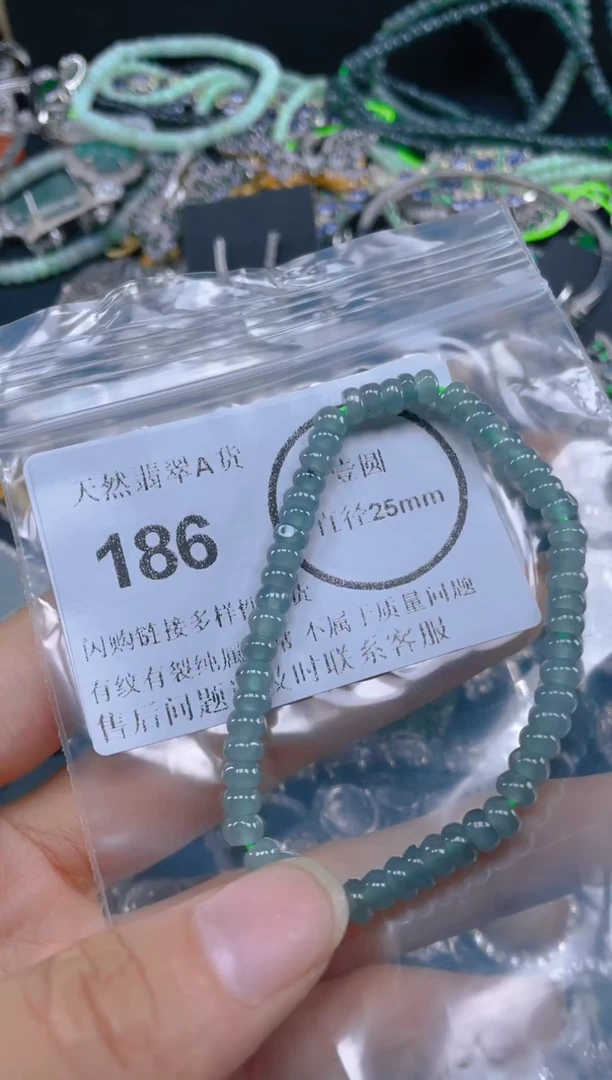 天然翡翠A货
186
壹圆
直径25mm
闪购链接多样性
有纹有裂纯属 不属于质量问题
售后问题 及时联系客服